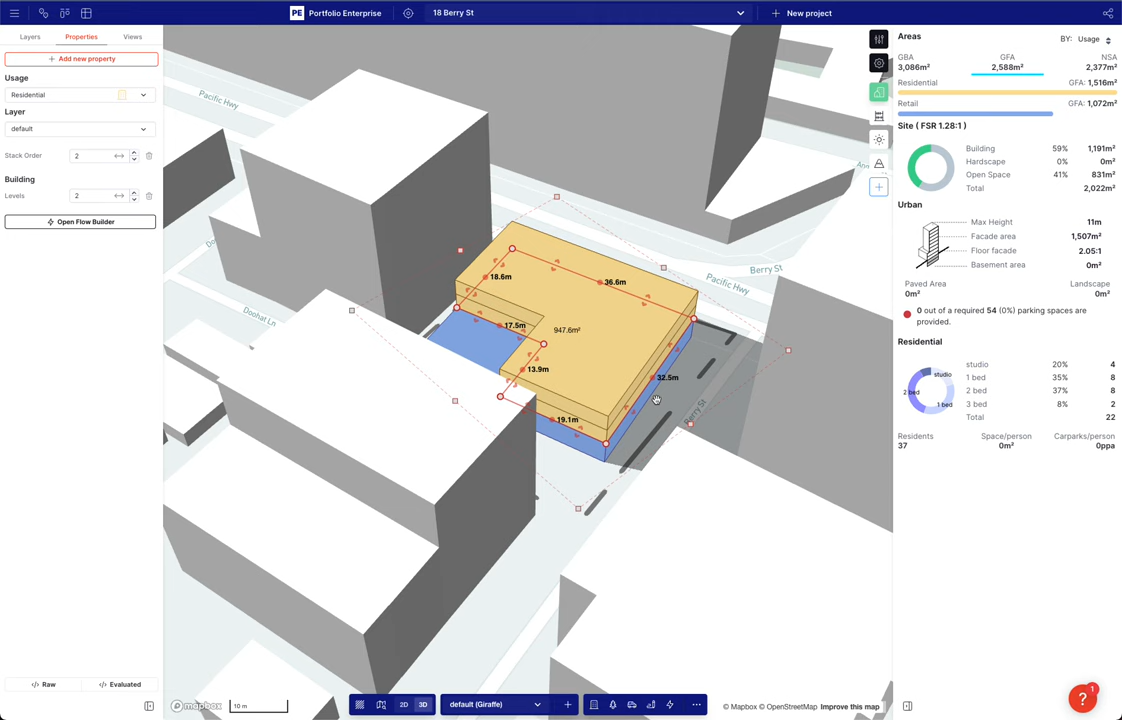 PE Portfolio Enterprise
18 Berry St
New project
Layers
Properties
Views
Add new property
Usage
Residential
Layer
default
Stack Order
2
Building
Levels
2
Open Flow Builder
Raw
Evaluated
Pacific Hwy
Doohat Ln
Berry St
Pacific Hwy
Berry St
18.6m
36.6m
17.5m
947.6m²
13.9m
32.5m
19.1m
mapbox
10 m
2D
3D
default (Giraffe)
© Mapbox © OpenStreetMap Improve this map
Areas
BY: Usage
GBA
GFA
NSA
3,086m²
2,588m²
2,377m²
Residential
GFA: 1,516m²
Retail
GFA: 1,072m²
Site ( FSR 1.28:1 )
Building 59% 1,191m²
Hardscape 0% 0m²
Open Space 41% 831m²
Total 2,022m²
Urban
Max Height 11m
Facade area 1,507m²
Floor facade 2.05:1
Basement area 0m²
Paved Area
Landscape
0m²
0m²
0 out of a required 54 (0%) parking spaces are
provided.
Residential
studio
2 bed
1 bed
studio 20% 4
1 bed 35% 8
2 bed 37% 8
3 bed 8% 2
Total 22
Residents
Space/person
Carparks/person
37
0m²
0ppa
?
1